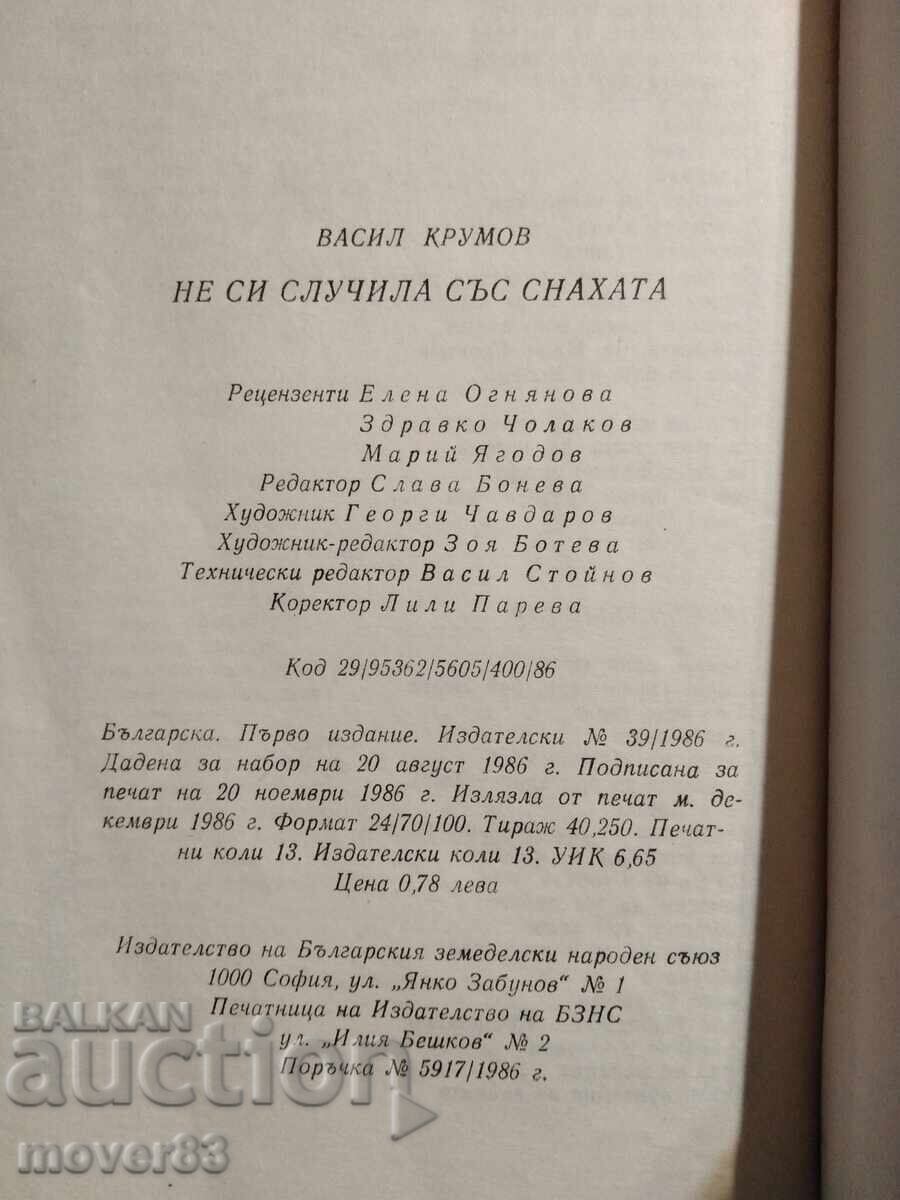 ВАСИЛ КРУМОВ
НЕ СИ СЛУЧИЛА СЪС СНАХАТА
Рецензенти Елена Огнянова
Здравко Чолаков
Марий Ягодов
Редактор Слава Бонева
Художник Георги Чавдаров
Художник-редактор Зоя Ботева
Технически редактор Васил Стойнов
Коректор Лили Парева
Код 29/95362/5605/400/86
Българска. Първо издание. Издателски № 39/1986 г.
Дадена за набор на 20 август 1986 г. Подписана за
печат на 20 ноември 1986 г. Излязла от печат м. де-
кември 1986 г. Формат 24/70/100. Тираж 40,250. Печат-
ни коли 13. Издателски коли 13. УИК 6,65
Цена 0,78 лева
Издателство на Българския земеделски народен съюз
1000 София, ул. „Янко Забунов“ № 1
Печатница на Издателство на БЗНС
ул. „Илия Бешков“ № 2
Поръчка № 5917/1986 г.
BALKAN
auction
mover83